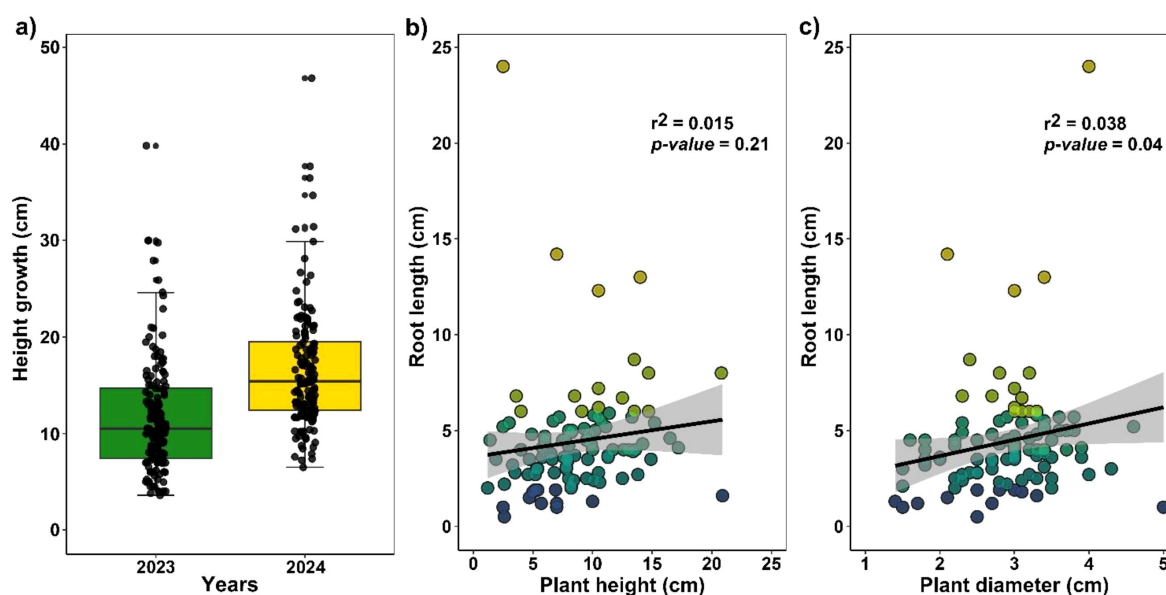 a)
50
40
30
20
10
0
Height growth (cm)
2023
2024
Years
b)
25
20
15
10
5
0
Root length (cm)
r² = 0.015
p-value = 0.21
0
5
10
15
20
25
Plant height (cm)
c)
25
20
15
10
5
0
Root length (cm)
r² = 0.038
p-value = 0.04
1
2
3
4
5
Plant diameter (cm)